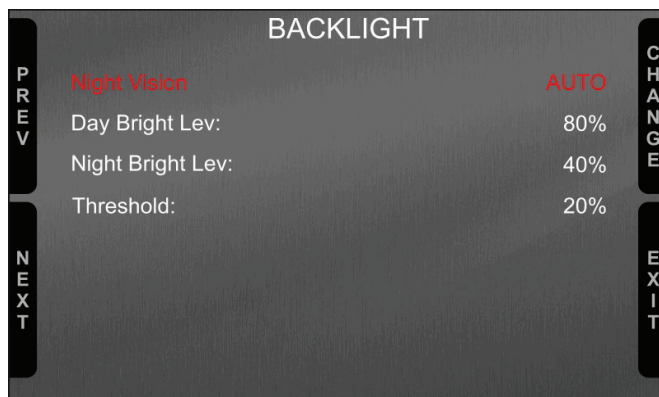 BACKLIGHT
PREV
CHANGE
Night Vision AUTO
Day Bright Lev: 80%
Night Bright Lev: 40%
Threshold: 20%
NEXT
EXIT